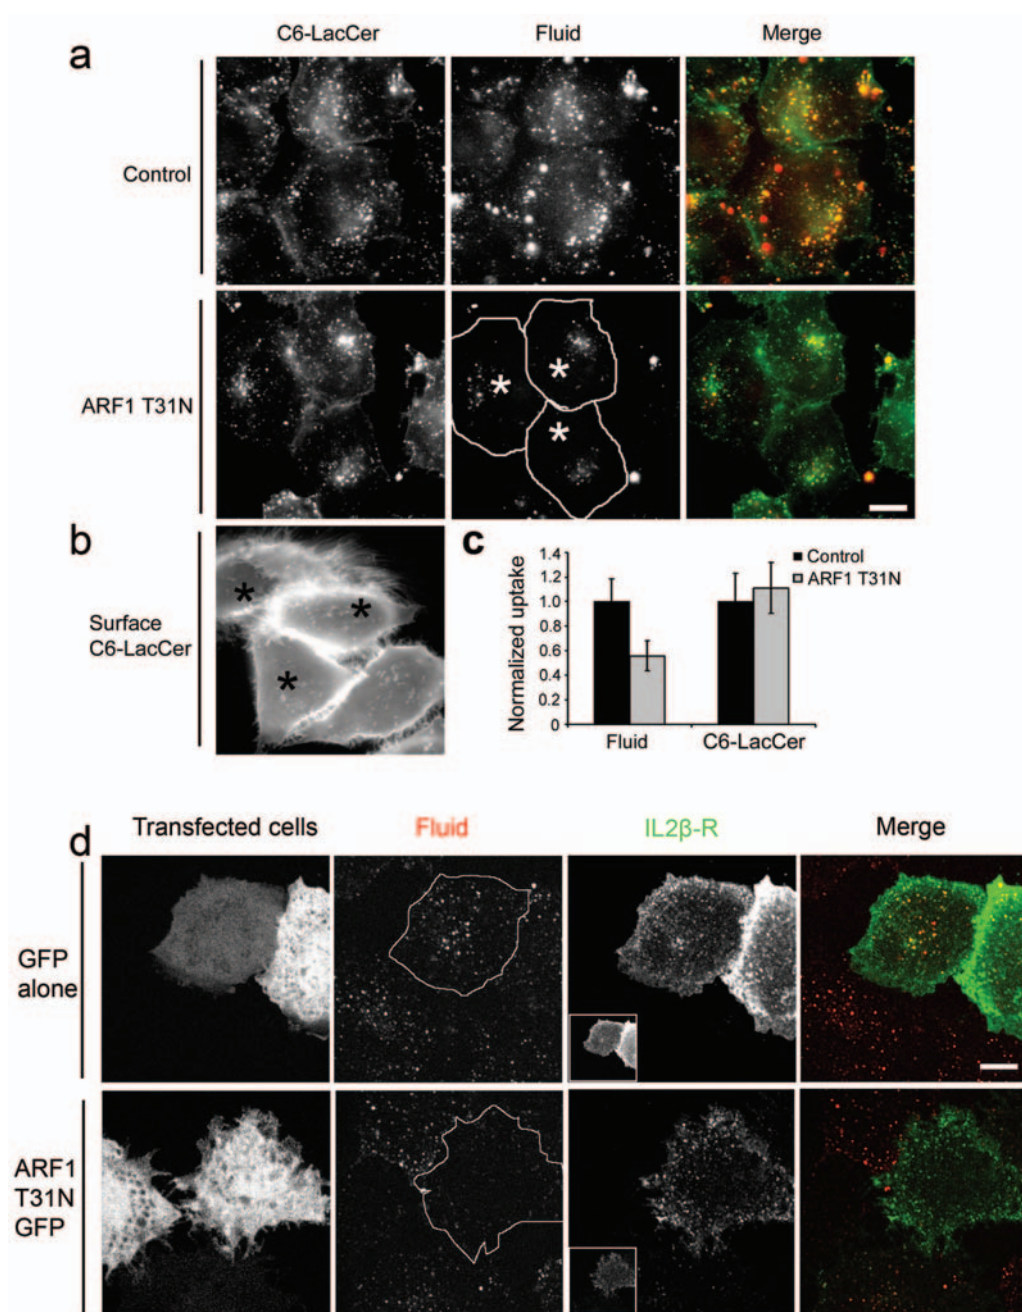 C6-LacCer Fluid Merge
a
Control
ARF1 T31N
* * *
b
Surface
C6-LacCer
* * *
c
Normalized uptake
1.4
1.2
1.0
0.8
0.6
0.4
0.2
0
Control
ARF1 T31N
Fluid C6-LacCer
d
Transfected cells Fluid IL2β-R Merge
GFP
alone
ARF1
T31N
GFP